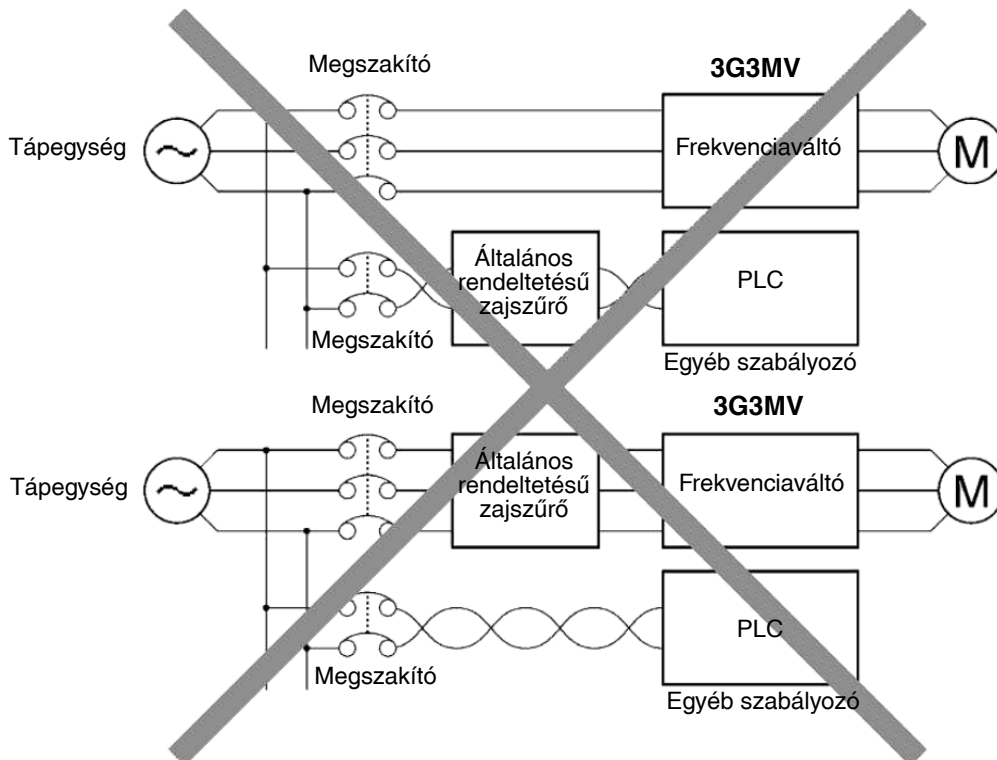 Megszakító
3G3MV
Tápegység
Frekvenciaváltó
M
Általános
rendeltetésű
zajszűrő
PLC
Megszakító
Egyéb szabályozó
Megszakító
3G3MV
Tápegység
Általános
rendeltetésű
zajszűrő
Frekvenciaváltó
M
PLC
Megszakító
Egyéb szabályozó